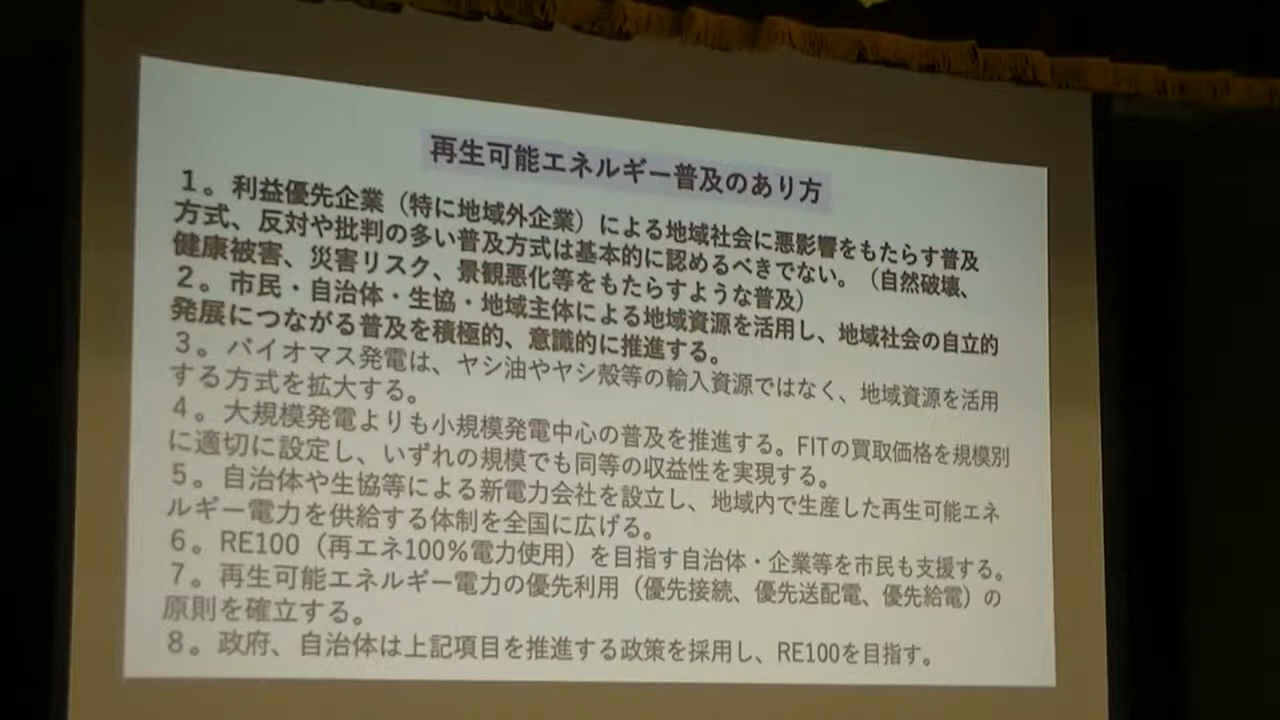 再生可能エネルギー普及のあり方
１。利益優先企業（特に地域外企業）による地域社会に悪影響をもたらす普及
方式、反対や批判の多い普及方式は基本的に認めるべきでない。（自然破壊、
健康被害、災害リスク、景観悪化等をもたらすような普及）
２。市民・自治体・生協・地域主体による地域資源を活用し、地域社会の自立的
発展につながる普及を積極的、意識的に推進する。
３。バイオマス発電は、ヤシ油やヤシ殻等の輸入資源ではなく、地域資源を活用
する方式を拡大する。
４。大規模発電よりも小規模発電中心の普及を推進する。FITの買取価格を規模別
に適切に設定し、いずれの規模でも同等の収益性を実現する。
５。自治体や生協等による新電力会社を設立し、地域内で生産した再生可能エネ
ルギー電力を供給する体制を全国に広げる。
６。RE100（再エネ100％電力使用）を目指す自治体・企業等を市民も支援する。
７。再生可能エネルギー電力の優先利用（優先接続、優先送配電、優先給電）の
原則を確立する。
８。政府、自治体は上記項目を推進する政策を採用し、RE100を目指す。